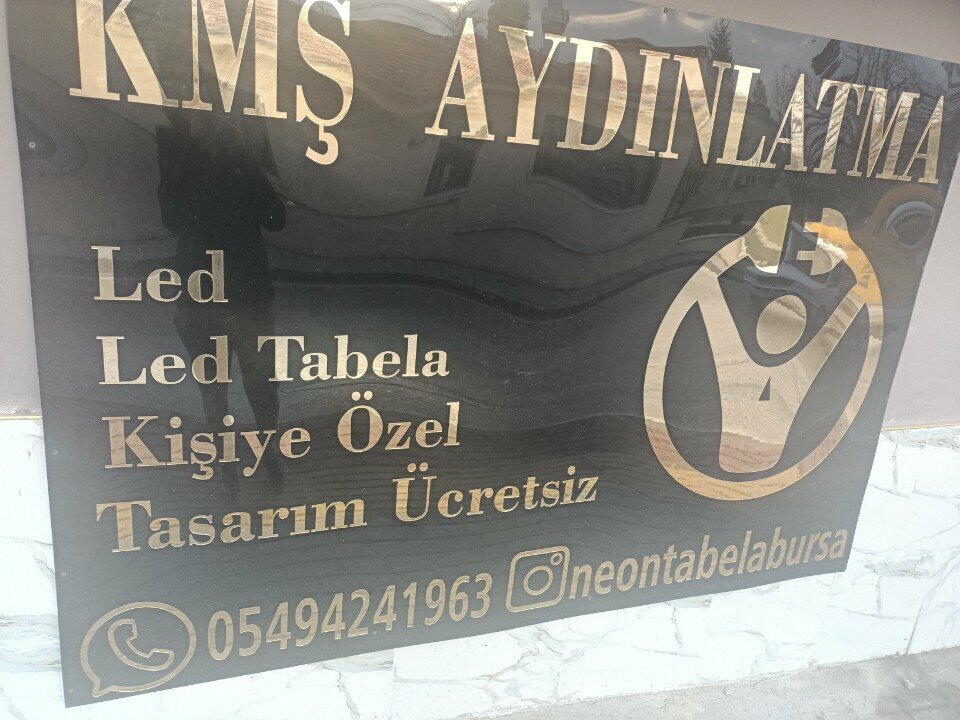 KMŞ AYDINLATMA
Led
Led Tabela
Kişiye Özel
Tasarım Ücretsiz
05494241963 neontabelabursa